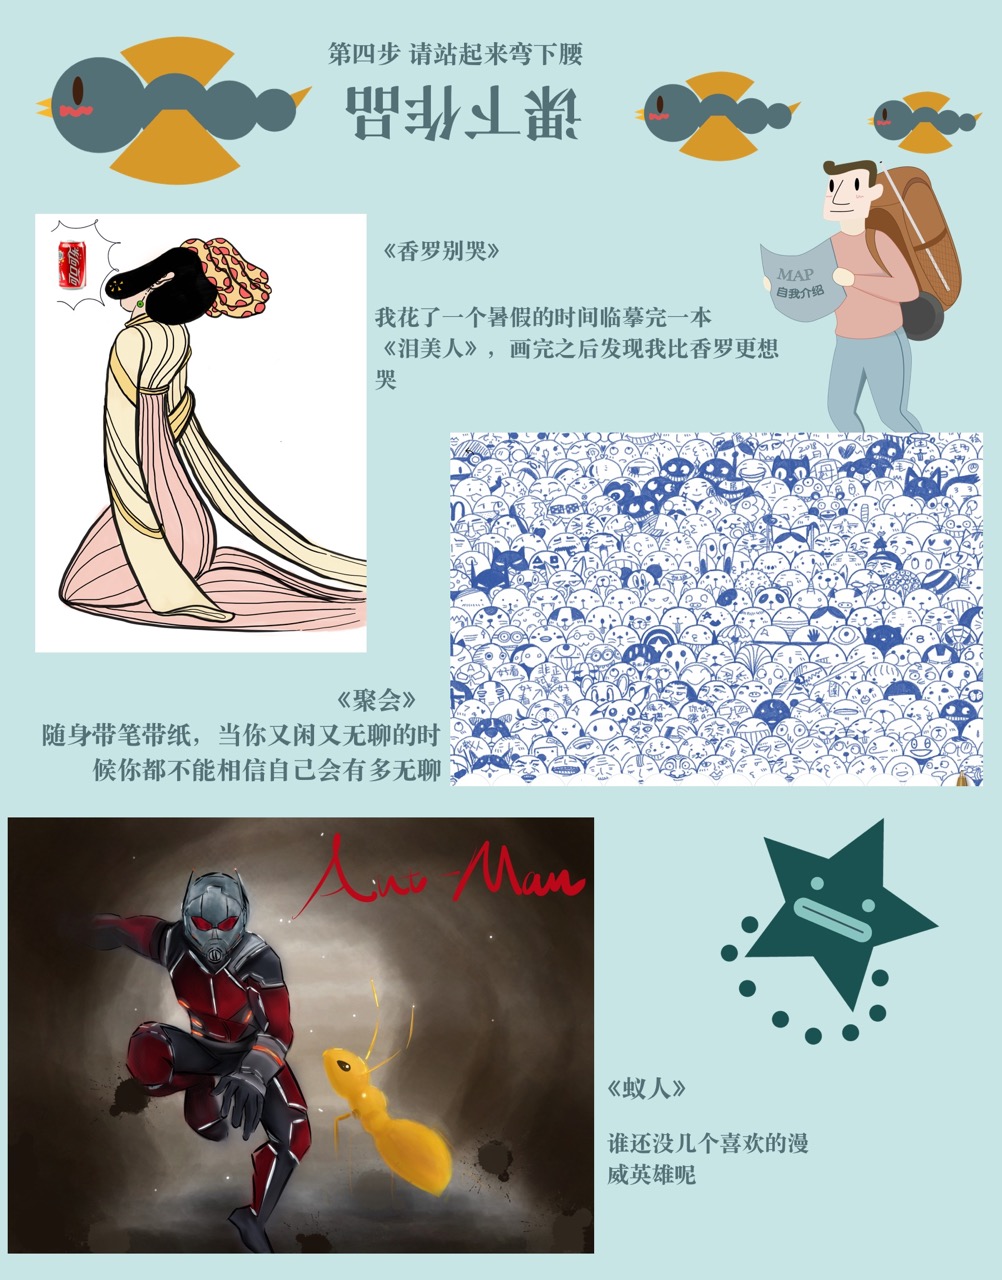 第四步 请站起来弯下腰
课下作品
《香罗别哭》
我花了一个暑假的时间临摹完一本
《泪美人》，画完之后发现我比香罗更想
哭
MAP
自我介绍
《聚会》
随身带笔带纸，当你又闲又无聊的时
候你都不能相信自己会有多无聊
Ant-Man
《蚁人》
谁还没几个喜欢的漫
威英雄呢